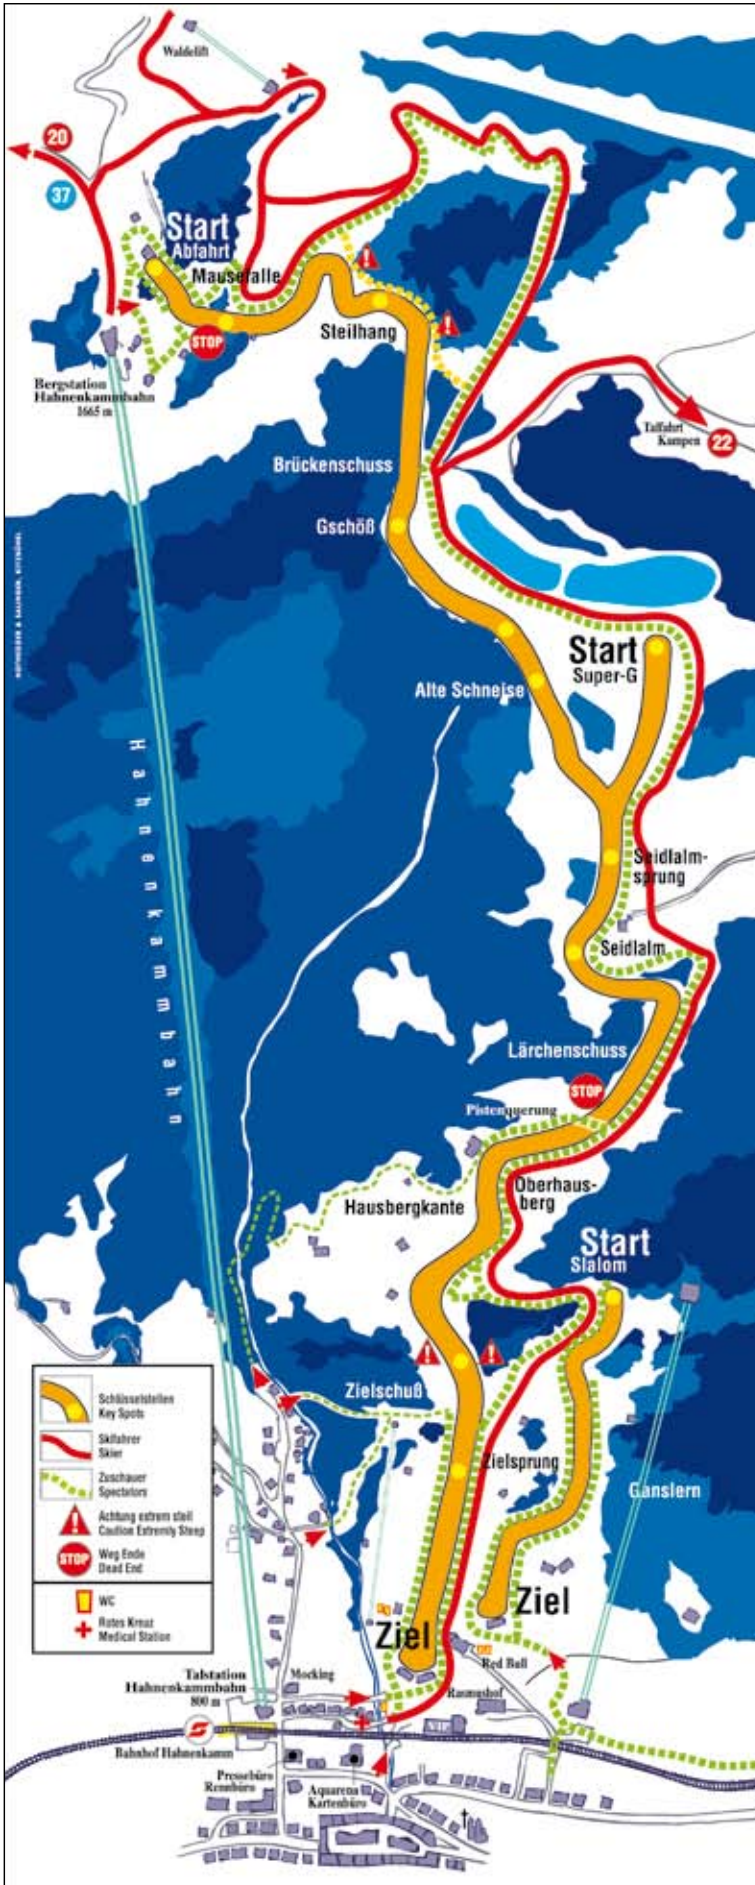 Waldelift
20
37
Start
Abfahrt
Mausefalle
STOP
Steilhang
Bergstation
Hahnenkammbahn
1665 m
Talfahrt
Kampen
22
Brückenschuss
Gschöß
Start
Super-G
Alte Schneise
Hahnenkammbahn
Seidlalm-
sprung
Seidlalm
Lärchenschuss
STOP
Pistenquerung
Oberhaus-
berg
Hausbergkante
Start
Slalom
Zielschuß
Zielsprung
Ganslern
Schlüsselstellen
Key Spots
Skifahrer
Skier
Zuschauer
Spectators
Achtung extrem steil
Caution Extremly Steep
STOP
Weg Ende
Dead End
WC
Rotes Kreuz
Medical Station
Ziel
Ziel
Red Bull
Rasmushof
Mocking
Talstation
Hahnenkammbahn
800 m
VIP
Bahnhof Hahnenkamm
Pressebüro
Rennbüro
Aquarena
Kartenbüro